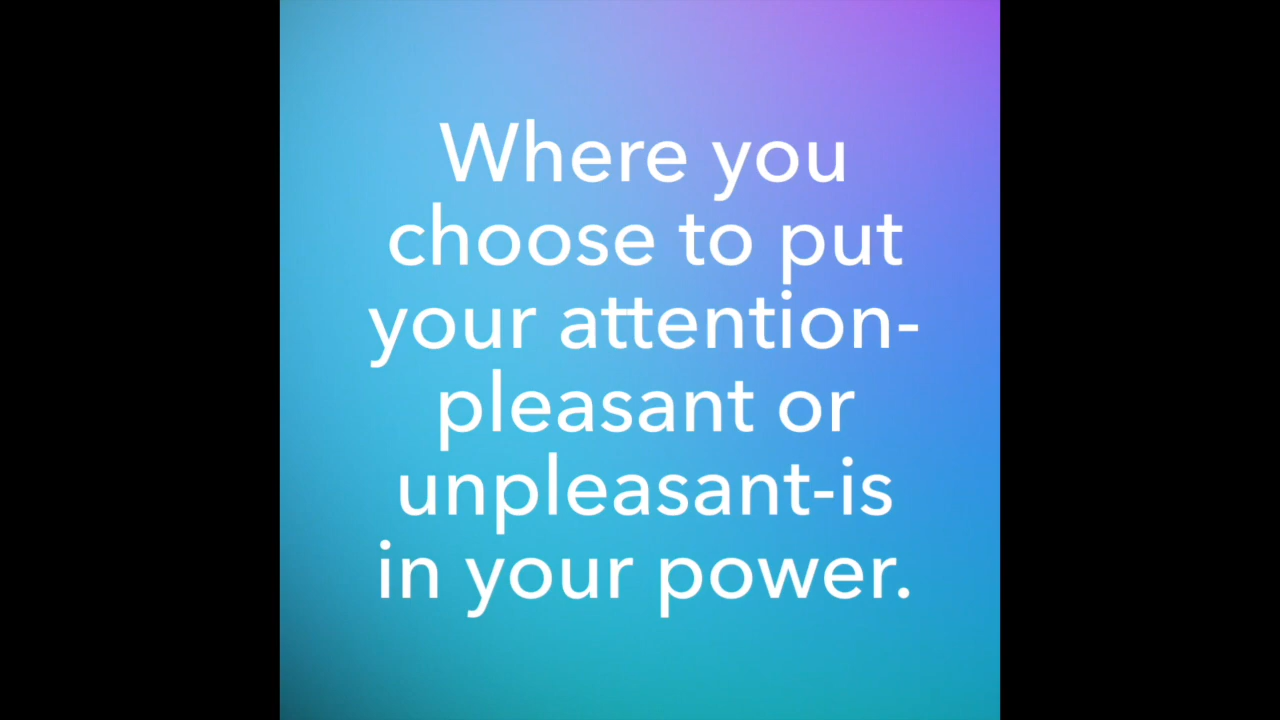 Where you
choose to put
your attention-
pleasant or
unpleasant-is
in your power.